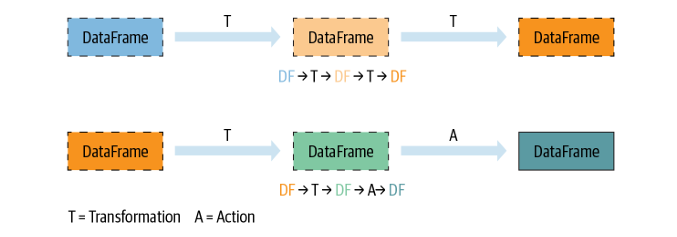 T T
DataFrame DataFrame DataFrame
DF → T → DF → T → DF
T A
DataFrame DataFrame DataFrame
DF → T → DF → A → DF
T = Transformation A = Action